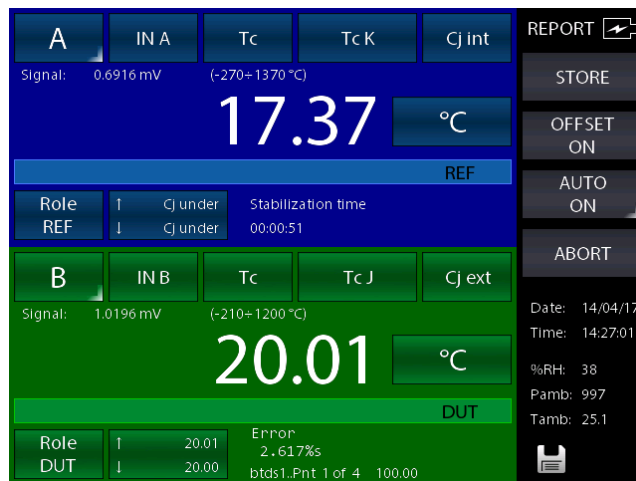 A IN A Tc Tc K Cj int
Signal: 0.6916 mV (-270÷1370 °C)
17.37 °C
REF
Role REF
↑ Cj under
↓ Cj under
Stabilization time
00:00:51
B IN B Tc Tc J Cj ext
Signal: 1.0196 mV (-210÷1200 °C)
20.01 °C
DUT
Role DUT
↑ 20.01
↓ 20.00
Error
2.617%s
btds1..Pnt 1 of 4 100.00
REPORT
STORE
OFFSET
ON
AUTO
ON
ABORT
Date: 14/04/17
Time: 14:27:01
%RH: 38
Pamb: 997
Tamb: 25.1